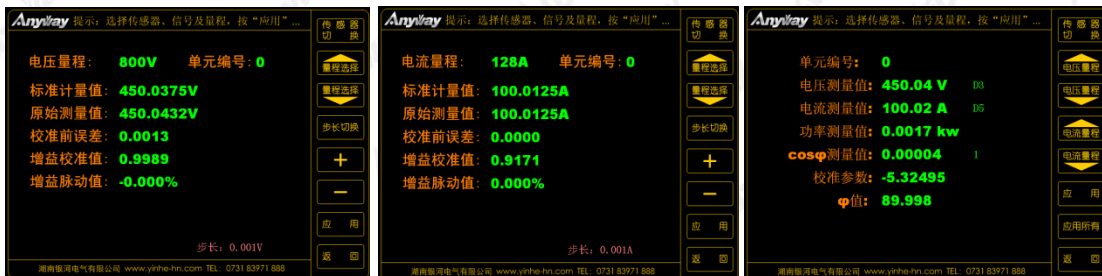 AnyWay 提示：选择传感器、信号及量程，按“应用”...
电压量程： 800V 单元编号：0
标准计量值：450.0375V
原始测量值：450.0432V
校准前误差：0.0013
增益校准值：0.9989
增益脉动值：-0.000%
步长：0.001V
湖南银河电气有限公司 www.yinhe-hn.com TEL: 0731 83971 888
传感器
切 换
量程选择
量程选择
步长切换
+
−
应 用
返 回
AnyWay 提示：选择传感器、信号及量程，按“应用”...
电流量程： 128A 单元编号：0
标准计量值：100.0125A
原始测量值：100.0125A
校准前误差：0.0000
增益校准值：0.9171
增益脉动值：0.000%
步长：0.001A
湖南银河电气有限公司 www.yinhe-hn.com TEL: 0731 83971 888
传感器
切 换
量程选择
量程选择
步长切换
+
−
应 用
返 回
AnyWay 提示：选择传感器、信号及量程，按“应用”...
单元编号： 0
电压测量值：450.04 V D3
电流测量值：100.02 A D5
功率测量值：0.0017 kw
cosφ测量值：0.00004 1
校准参数：-5.32495
φ值：89.998
湖南银河电气有限公司 www.yinhe-hn.com TEL: 0731 83971 888
传感器
切 换
电压量程
电压量程
电流量程
电流量程
应 用
应用所有
返 回